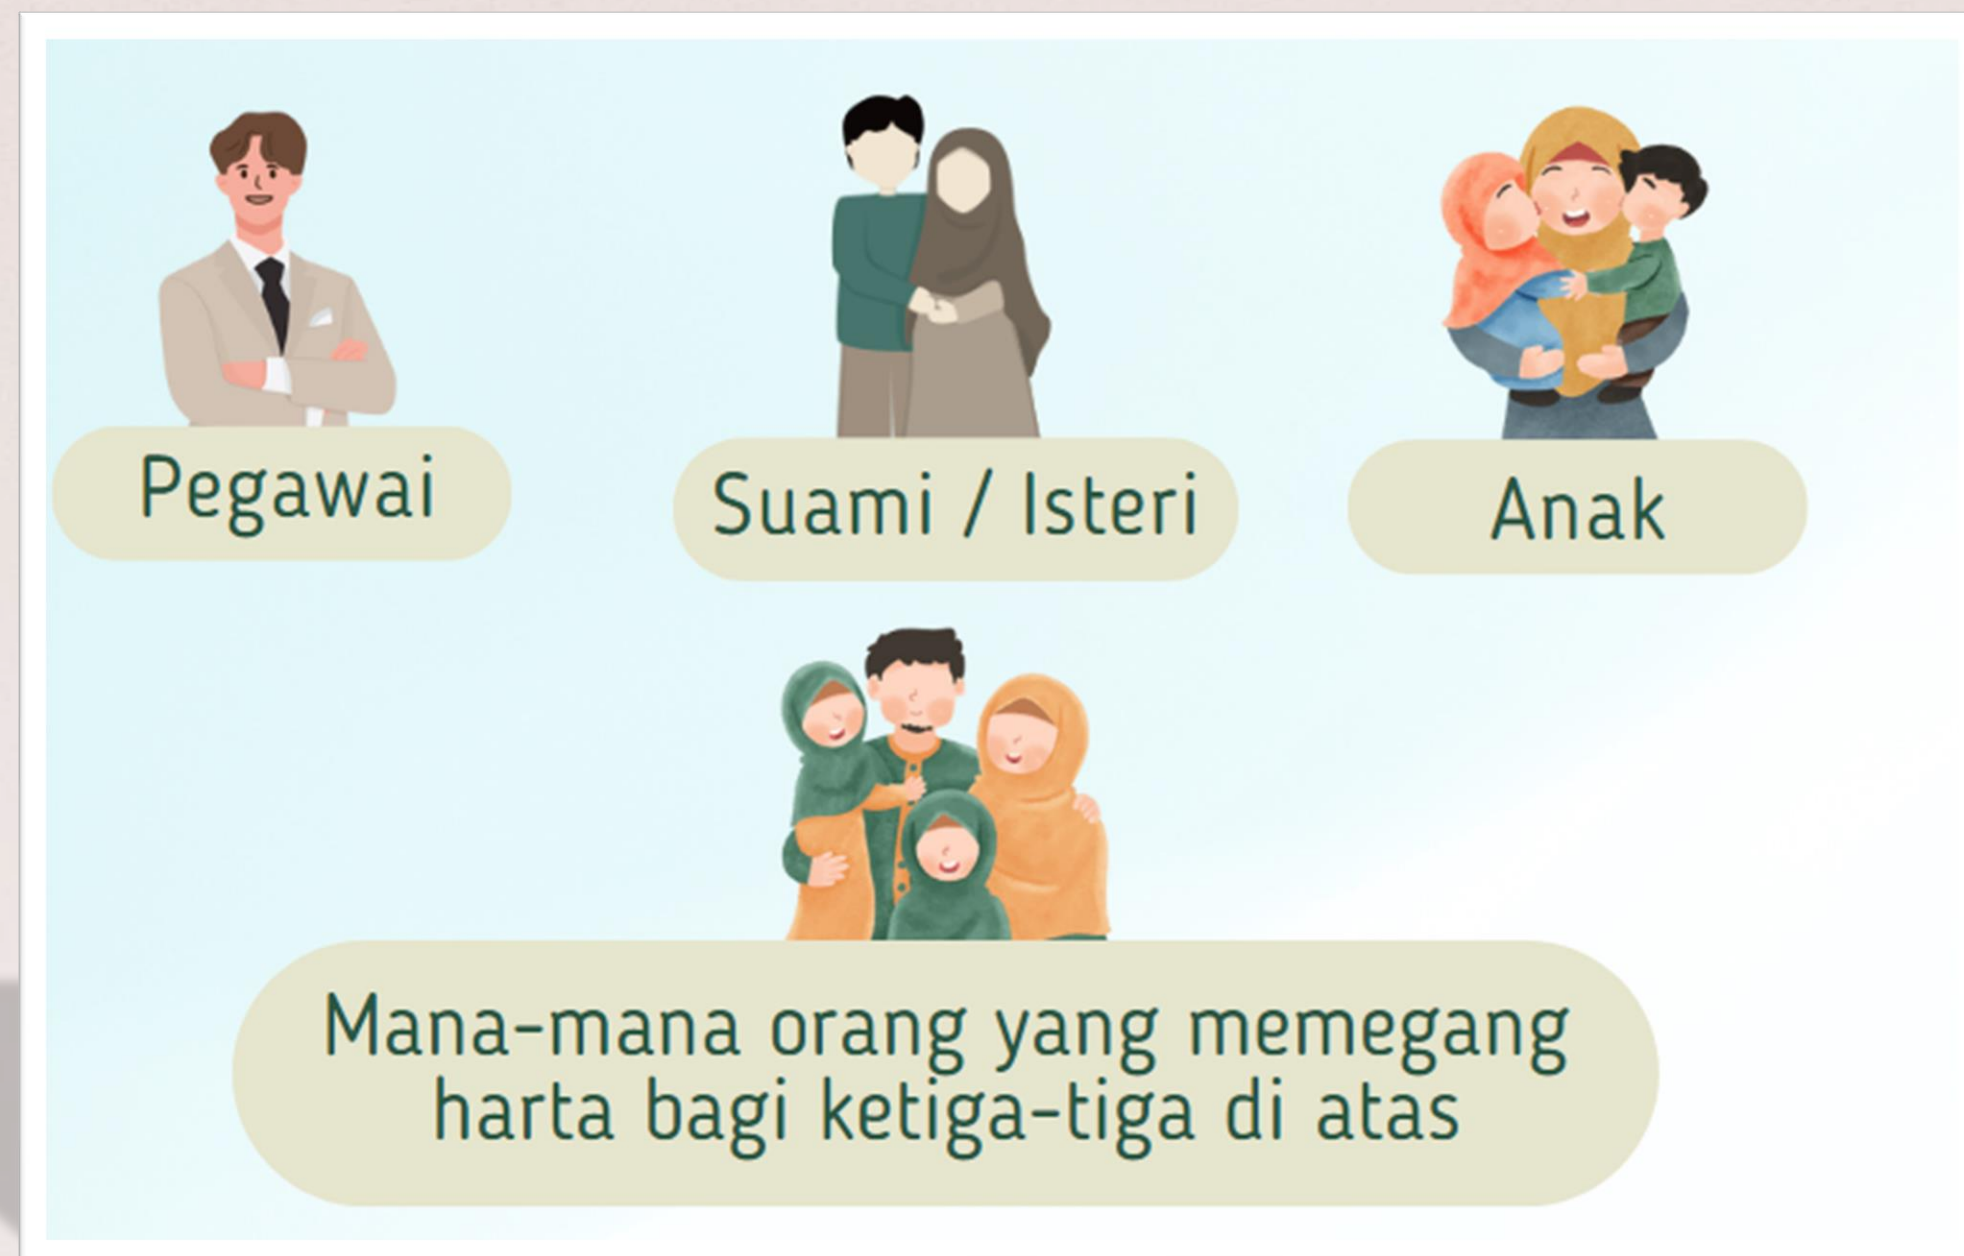 Pegawai
Suami / Isteri
Anak
Mana-mana orang yang memegang
harta bagi ketiga-tiga di atas